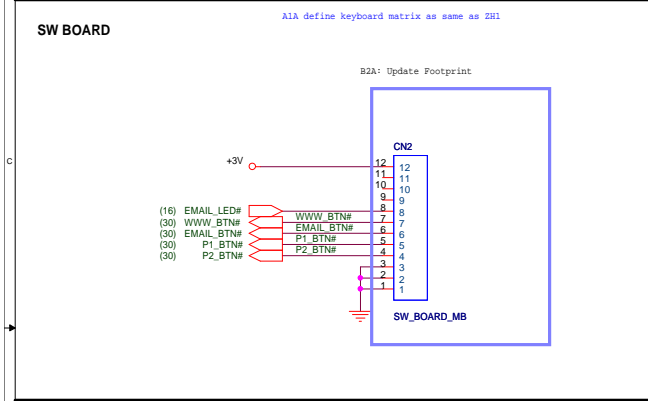 A1A define keyboard matrix as same as ZH1
SW BOARD
B2A: Update Footprint
CN2
C
+3V
12 12
11 11
10 10
9 9
(16) EMAIL_LED# 8 8
(30) WWW_BTN# WWW_BTN# 7 7
(30) EMAIL_BTN# EMAIL_BTN# 6 6
(30) P1_BTN# P1_BTN# 5 5
(30) P2_BTN# P2_BTN# 4 4
3 3
2 2
1 1
SW_BOARD_MB